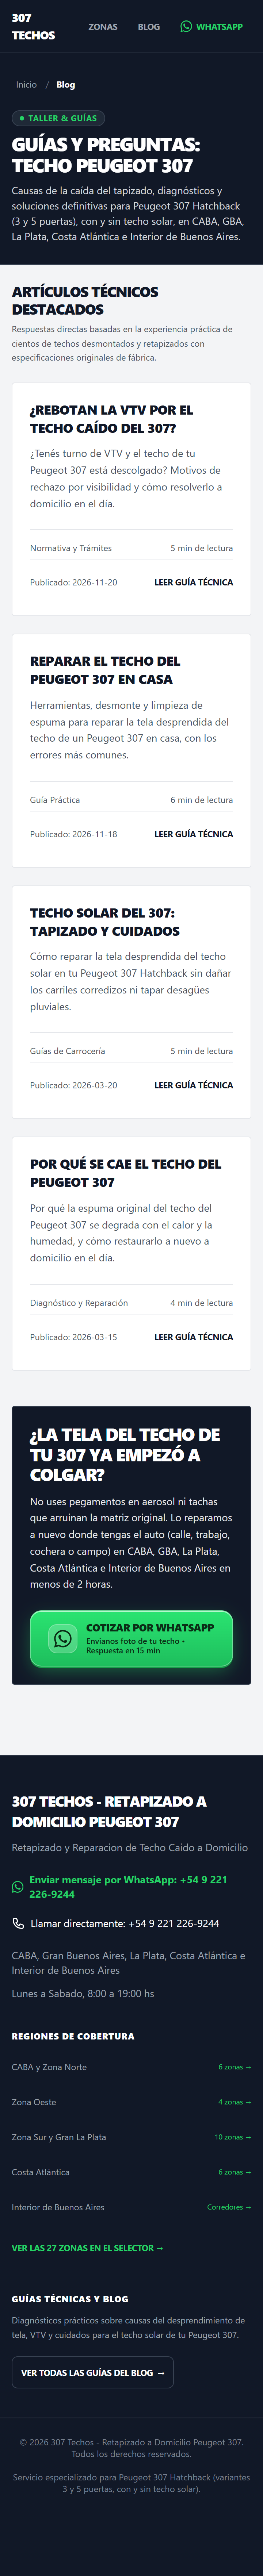 307
TECHOS
ZONAS
BLOG
WHATSAPP
Inicio / Blog
TALLER & GUÍAS
GUÍAS Y PREGUNTAS:
TECHO PEUGEOT 307
Causas de la caída del tapizado, diagnósticos y
soluciones definitivas para Peugeot 307 Hatchback
(3 y 5 puertas), con y sin techo solar, en CABA, GBA,
La Plata, Costa Atlántica e Interior de Buenos Aires.
ARTÍCULOS TÉCNICOS
DESTACADOS
Respuestas directas basadas en la experiencia práctica de
cientos de techos desmontados y retapizados con
especificaciones originales de fábrica.
¿REBOTAN LA VTV POR EL
TECHO CAÍDO DEL 307?
¿Tenés turno de VTV y el techo de tu
Peugeot 307 está descolgado? Motivos de
rechazo por visibilidad y cómo resolverlo a
domicilio en el día.
Normativa y Trámites
5 min de lectura
Publicado: 2026-11-20
LEER GUÍA TÉCNICA
REPARAR EL TECHO DEL
PEUGEOT 307 EN CASA
Herramientas, desmonte y limpieza de
espuma para reparar la tela desprendida del
techo de un Peugeot 307 en casa, con los
errores más comunes.
Guía Práctica
6 min de lectura
Publicado: 2026-11-18
LEER GUÍA TÉCNICA
TECHO SOLAR DEL 307:
TAPIZADO Y CUIDADOS
Cómo reparar la tela desprendida del techo
solar en tu Peugeot 307 Hatchback sin dañar
los carriles corredizos ni tapar desagües
pluviales.
Guías de Carrocería
5 min de lectura
Publicado: 2026-03-20
LEER GUÍA TÉCNICA
POR QUÉ SE CAE EL TECHO DEL
PEUGEOT 307
Por qué la espuma original del techo del
Peugeot 307 se degrada con el calor y la
humedad, y cómo restaurarlo a nuevo a
domicilio en el día.
Diagnóstico y Reparación
4 min de lectura
Publicado: 2026-03-15
LEER GUÍA TÉCNICA
¿LA TELA DEL TECHO DE
TU 307 YA EMPEZÓ A
COLGAR?
No uses pegamentos en aerosol ni tachas
que arruinan la matriz original. Lo reparamos
a nuevo donde tengas el auto (calle, trabajo,
cochera o campo) en CABA, GBA, La Plata,
Costa Atlántica e Interior de Buenos Aires en
menos de 2 horas.
COTIZAR POR WHATSAPP
Envianos foto de tu techo •
Respuesta en 15 min
307 TECHOS - RETAPIZADO A
DOMICILIO PEUGEOT 307
Retapizado y Reparacion de Techo Caido a Domicilio
Enviar mensaje por WhatsApp: +54 9 221
226-9244
Llamar directamente: +54 9 221 226-9244
CABA, Gran Buenos Aires, La Plata, Costa Atlántica e
Interior de Buenos Aires
Lunes a Sabado, 8:00 a 19:00 hs
REGIONES DE COBERTURA
CABA y Zona Norte
6 zonas →
Zona Oeste
4 zonas →
Zona Sur y Gran La Plata
10 zonas →
Costa Atlántica
6 zonas →
Interior de Buenos Aires
Corredores →
VER LAS 27 ZONAS EN EL SELECTOR →
GUÍAS TÉCNICAS Y BLOG
Diagnósticos prácticos sobre causas del desprendimiento de
tela, VTV y cuidados para el techo solar de tu Peugeot 307.
VER TODAS LAS GUÍAS DEL BLOG →
© 2026 307 Techos - Retapizado a Domicilio Peugeot 307.
Todos los derechos reservados.
Servicio especializado para Peugeot 307 Hatchback (variantes
3 y 5 puertas, con y sin techo solar).